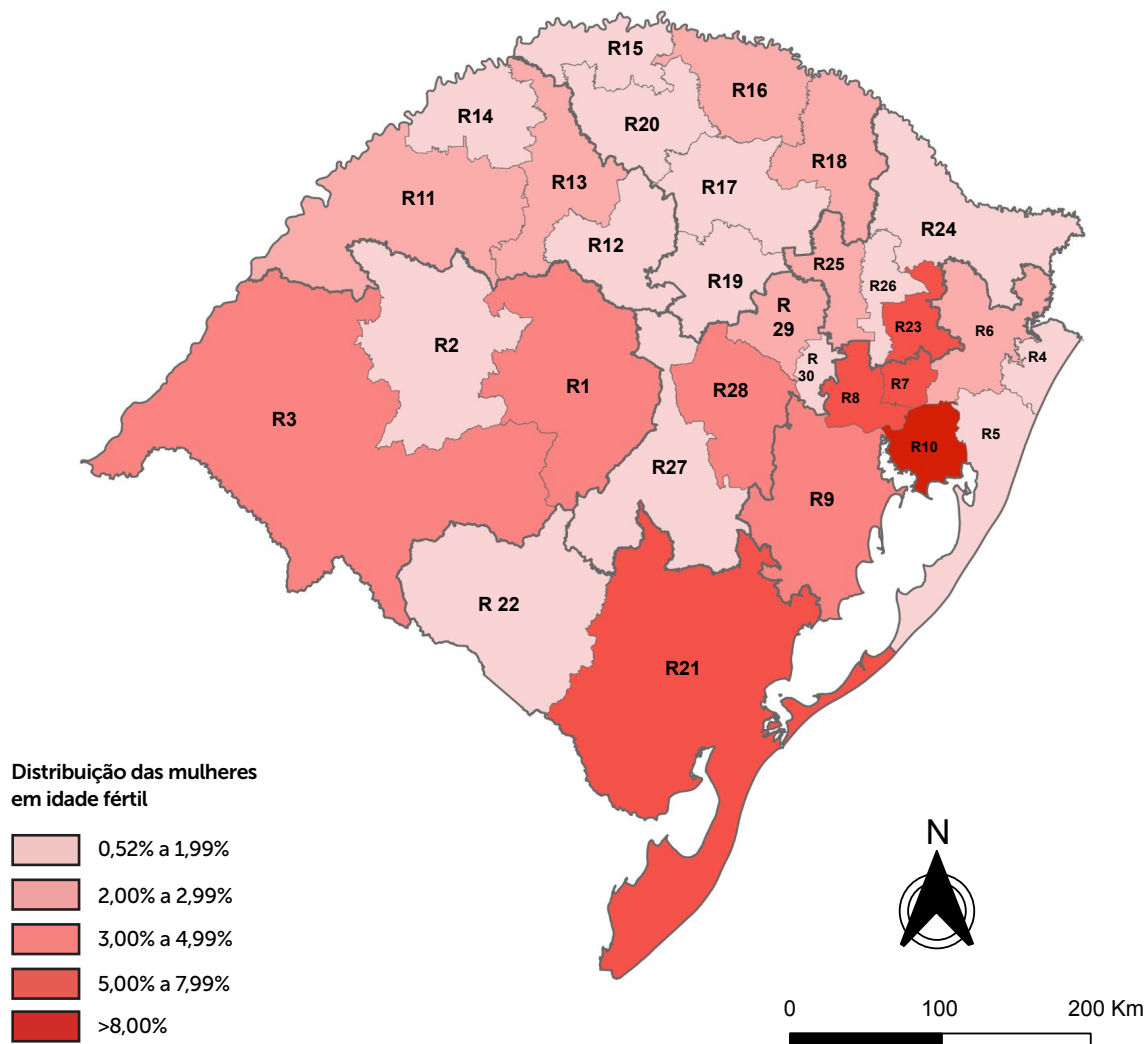 R15
R16
R14
R20
R18
R17
R13
R11
R24
R12
R25
R19
R26
R
29
R23
R6
R2
R4
R
30
R1
R7
R28
R8
R3
R5
R10
R27
R9
R 22
R21
Distribuição das mulheres
em idade fértil
0,52% a 1,99%
2,00% a 2,99%
3,00% a 4,99%
5,00% a 7,99%
>8,00%
N
0 100 200 Km